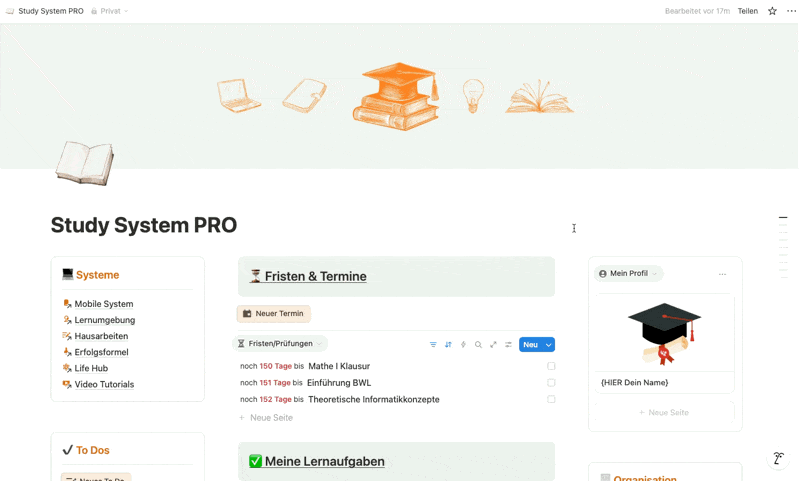 Study System PRO Privat
Bearbeitet vor 17m Teilen
Study System PRO
Systeme
Mobile System
Lernumgebung
Hausarbeiten
Erfolgsformel
Life Hub
Video Tutorials
To Dos
Neues To Do
Fristen & Termine
Neuer Termin
Fristen/Prüfungen
Neu
noch 150 Tage bis Mathe I Klausur
noch 151 Tage bis Einführung BWL
noch 152 Tage bis Theoretische Informatikkonzepte
+ Neue Seite
Meine Lernaufgaben
Mein Profil
{HIER Dein Name}
+ Neue Seite
Organisation